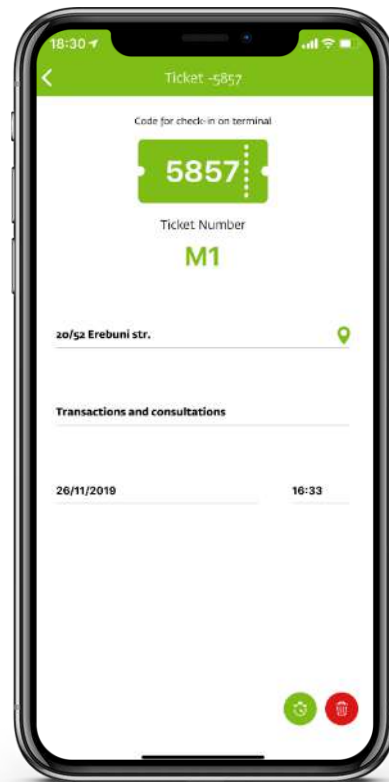 18:30
Ticket -5857
Code for check-in on terminal
5857
Ticket Number
M1
20/52 Erebuni str.
Transactions and consultations
26/11/2019 16:33